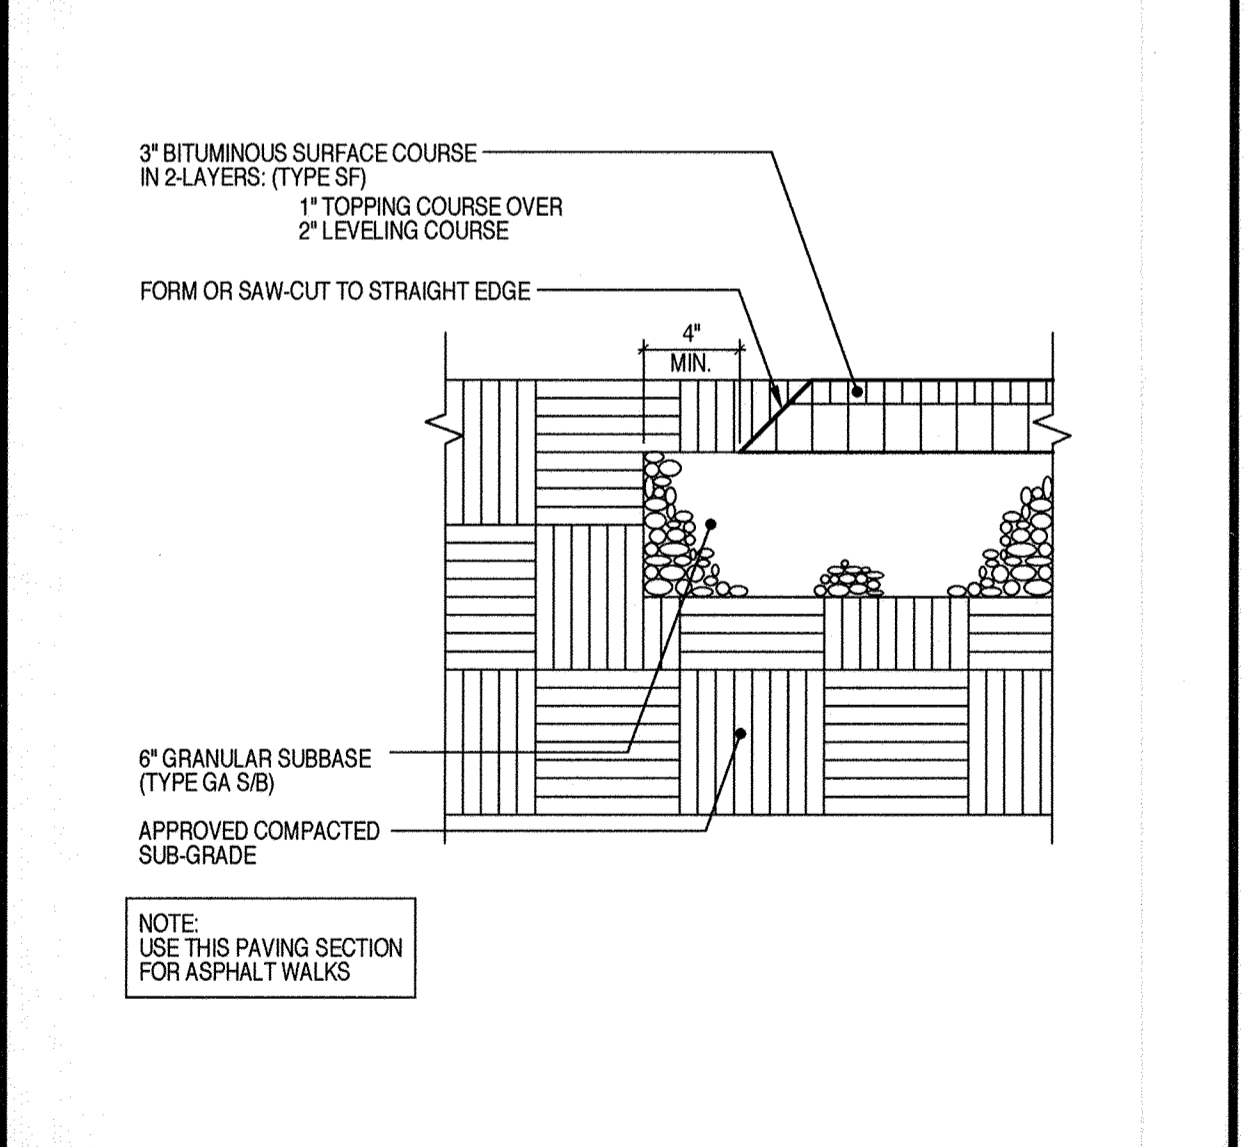 3" BITUMINOUS SURFACE COURSE
IN 2-LAYERS: (TYPE SF)
1" TOPPING COURSE OVER
2" LEVELING COURSE
FORM OR SAW-CUT TO STRAIGHT EDGE
4"
MIN.
6" GRANULAR SUBBASE
(TYPE GA S/B)
APPROVED COMPACTED
SUB-GRADE
NOTE:
USE THIS PAVING SECTION
FOR ASPHALT WALKS